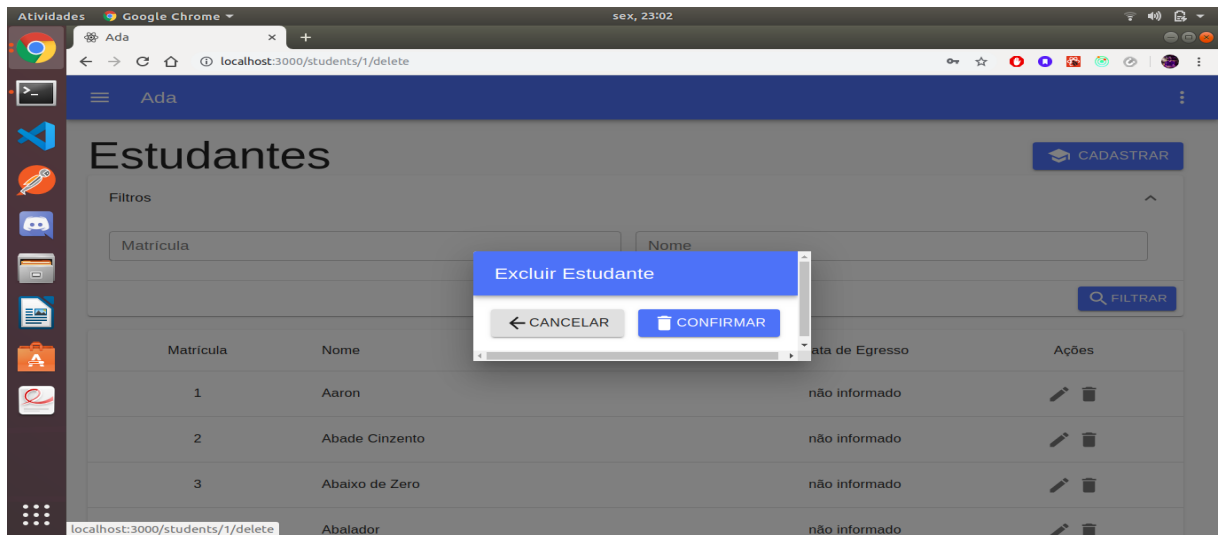 Atividades Google Chrome sex, 23:02
Ada
localhost:3000/students/1/delete
Ada
Estudantes
CADASTRAR
Filtros
Matrícula Nome
Excluir Estudante
FILTRAR
CANCELAR CONFIRMAR
Matrícula Nome ata de Egresso Ações
1 Aaron não informado
2 Abade Cinzento não informado
3 Abaixo de Zero não informado
Abalador não informado
localhost:3000/students/1/delete